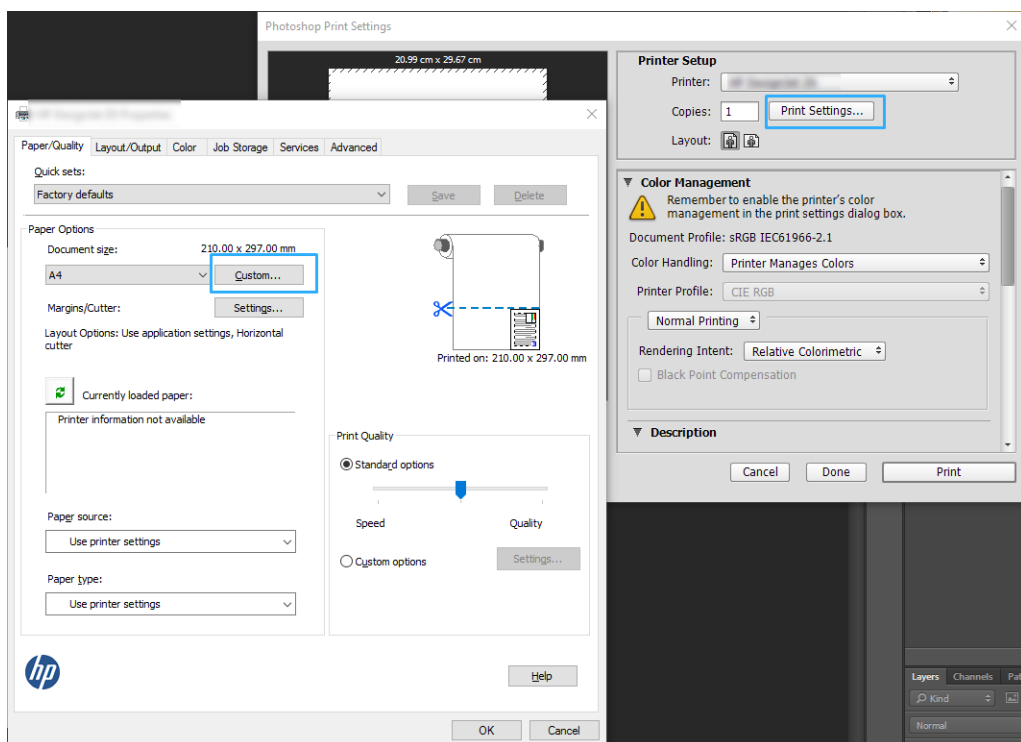 Photoshop Print Settings
20.99 cm x 29.67 cm
Printer Setup
Printer:
Copies: 1 Print Settings...
Layout:
Color Management
Remember to enable the printer's color
management in the print settings dialog box.
Document Profile: sRGB IEC61966-2.1
Color Handling: Printer Manages Colors
Printer Profile: CIE RGB
Normal Printing
Rendering Intent: Relative Colorimetric
Black Point Compensation
Description
Cancel Done Print
Paper/Quality Layout/Output Color Job Storage Services Advanced
Quick sets:
Factory defaults Save Delete
Paper Options
Document size: 210.00 x 297.00 mm
A4 Custom...
Margins/Cutter: Settings...
Layout Options: Use application settings, Horizontal
cutter
Printed on: 210.00 x 297.00 mm
Currently loaded paper:
Printer information not available
Print Quality
Standard options
Speed Quality
Custom options Settings...
Paper source:
Use printer settings
Paper type:
Use printer settings
hp
Help
OK Cancel
Layers Channels Pat
Kind
Normal